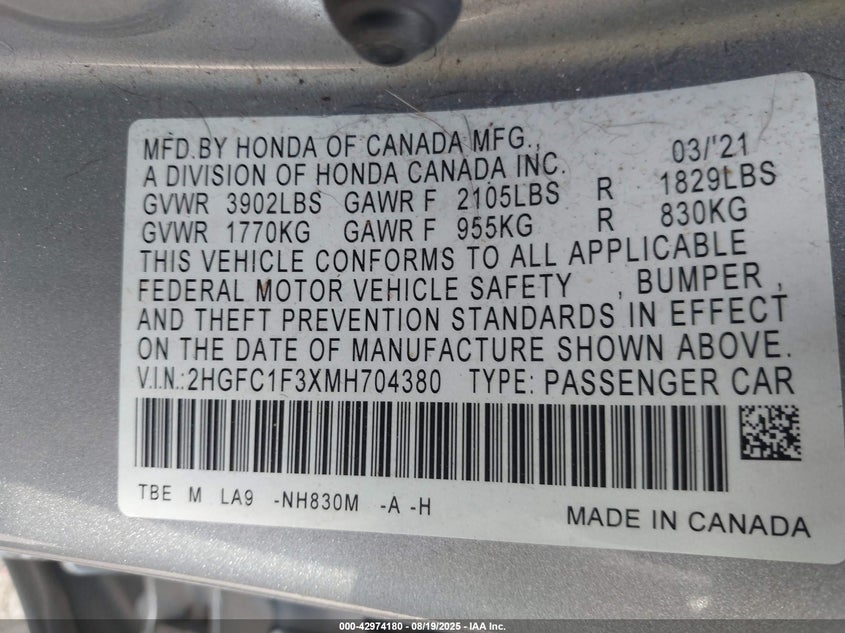 MFD.BY HONDA OF CANADA MFG., 03/'21
A DIVISION OF HONDA CANADA INC.
GVWR 3902LBS GAWR F 2105LBS R 1829LBS
GVWR 1770KG GAWR F 955KG R 830KG
THIS VEHICLE CONFORMS TO ALL APPLICABLE
FEDERAL MOTOR VEHICLE SAFETY , BUMPER ,
AND THEFT PREVENTION STANDARDS IN EFFECT
ON THE DATE OF MANUFACTURE SHOWN ABOVE.
V.I.N.:2HGFC1F3XMH704380 TYPE: PASSENGER CAR
TBE M LA9 -NH830M -A -H
MADE IN CANADA
000-42974180 - 08/19/2025 - IAA Inc.